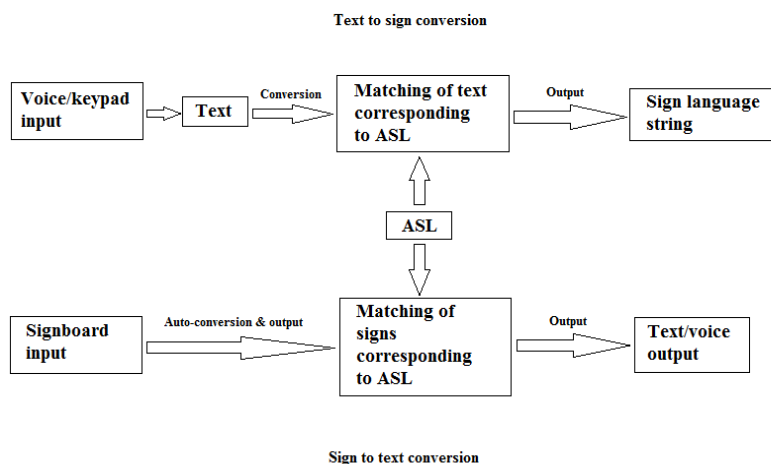 Text to sign conversion
Voice/keypad
input
Text
Conversion
Matching of text
corresponding
to ASL
Output
Sign language
string
ASL
Signboard
input
Auto-conversion & output
Matching of
signs
corresponding
to ASL
Output
Text/voice
output
Sign to text conversion